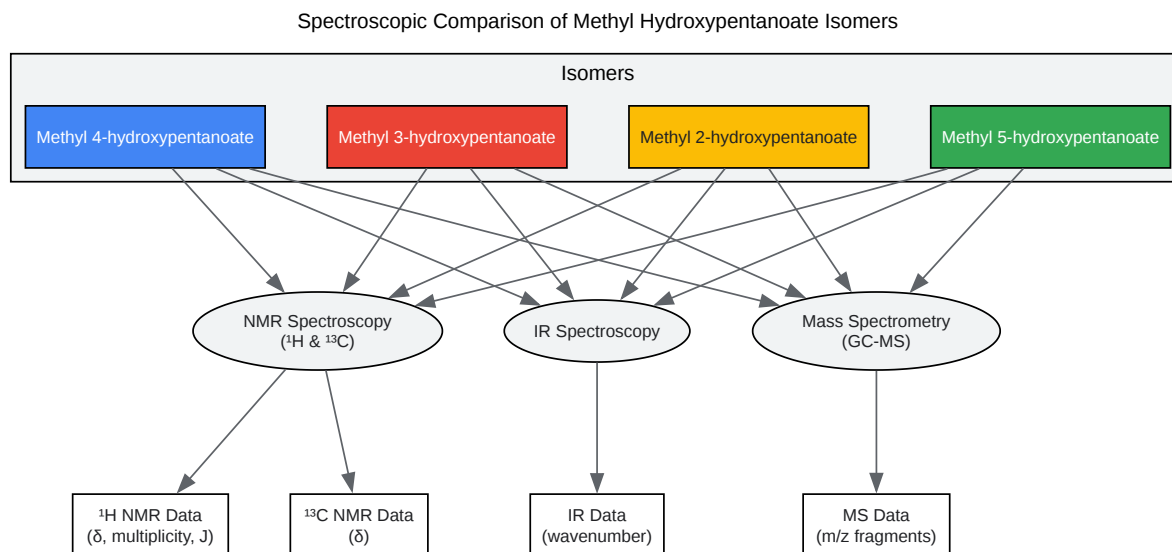 Spectroscopic Comparison of Methyl Hydroxypentanoate Isomers
Isomers
Methyl 4-hydroxypentanoate
Methyl 3-hydroxypentanoate
Methyl 2-hydroxypentanoate
Methyl 5-hydroxypentanoate
NMR Spectroscopy
(¹H & ¹³C)
IR Spectroscopy
Mass Spectrometry
(GC-MS)
¹H NMR Data
(δ, multiplicity, J)
¹³C NMR Data
(δ)
IR Data
(wavenumber)
MS Data
(m/z fragments)